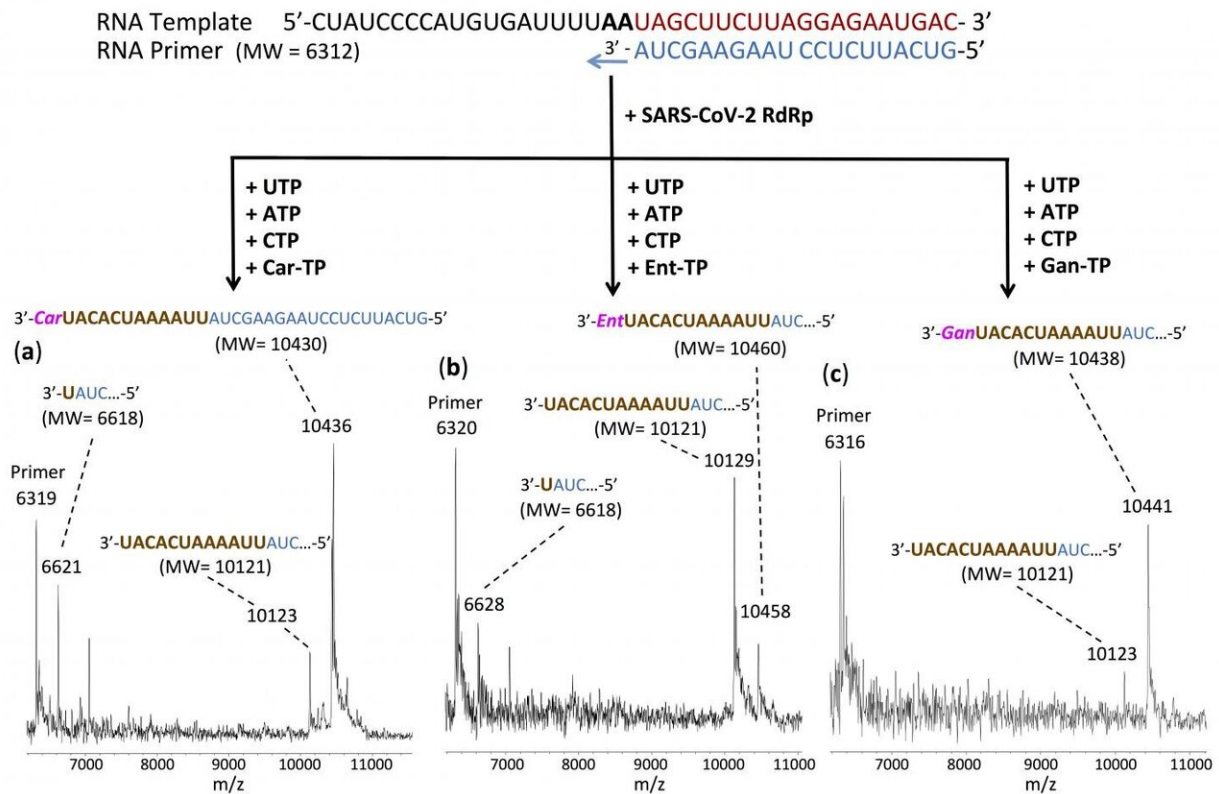 RNA Template 5’-CUAUCCCCAUGUGAUUUUAAUAGCUUCUUAGGAGAAUGAC- 3’
RNA Primer (MW = 6312) 3’ -AUCGAAGAAU CCUCUUACUG-5’
+ SARS-CoV-2 RdRp
+ UTP
+ ATP
+ CTP
+ Car-TP
+ UTP
+ ATP
+ CTP
+ Ent-TP
+ UTP
+ ATP
+ CTP
+ Gan-TP
3’-CarUACACUAAAAUUAUCGAAGAAUCCUCUUACUG-5’
(MW= 10430)
(a)
3’-UAUC...-5’
(MW= 6618)
Primer
6319
6621
10436
3’-UACACUAAAAUUAUC...-5’
(MW= 10121)
10123
7000 8000 9000 10000 11000
m/z
3’-EntUACACUAAAAUUAUC...-5’
(MW= 10460)
(b)
Primer
6320
3’-UACACUAAAAUUAUC...-5’
(MW= 10121)
10129
3’-UAUC...-5’
(MW= 6618)
6628
10458
7000 8000 9000 10000 11000
m/z
3’-GanUACACUAAAAUUAUC...-5’
(MW= 10438)
(c)
Primer
6316
10441
3’-UACACUAAAAUUAUC...-5’
(MW= 10121)
10123
7000 8000 9000 10000 11000
m/z